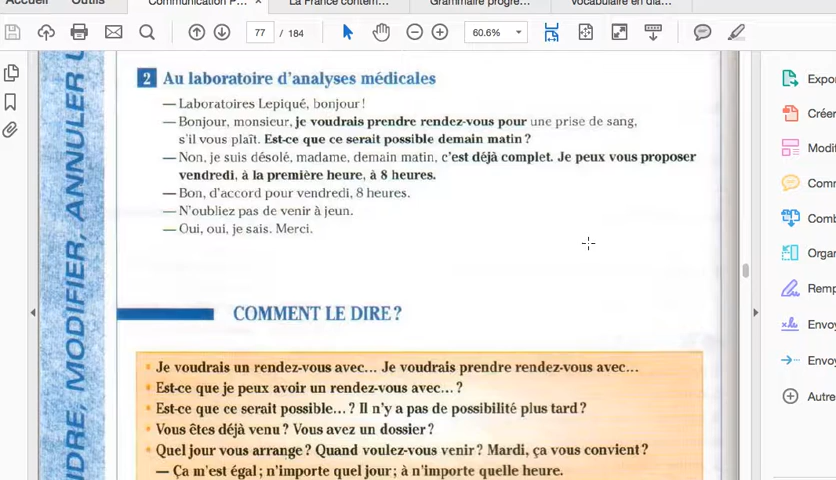 Accueil Outils Communication P... × La France contem... × Grammaire progre... × Vocabulaire en dia... ×
77 / 184 60.6%
2 Au laboratoire d'analyses médicales
— Laboratoires Lepiqué, bonjour !
— Bonjour, monsieur, je voudrais prendre rendez-vous pour une prise de sang,
s'il vous plaît. Est-ce que ce serait possible demain matin ?
— Non, je suis désolé, madame, demain matin, c'est déjà complet. Je peux vous proposer
vendredi, à la première heure, à 8 heures.
— Bon, d'accord pour vendredi, 8 heures.
— N'oubliez pas de venir à jeun.
— Oui, oui, je sais. Merci.
COMMENT LE DIRE ?
Je voudrais un rendez-vous avec... Je voudrais prendre rendez-vous avec...
Est-ce que je peux avoir un rendez-vous avec... ?
Est-ce que ce serait possible... ? Il n'y a pas de possibilité plus tard ?
Vous êtes déjà venu ? Vous avez un dossier ?
Quel jour vous arrange ? Quand voulez-vous venir ? Mardi, ça vous convient ?
— Ça m'est égal ; n'importe quel jour ; à n'importe quelle heure.
NDRE, MODIFIER, ANNULER U
Expo
Créer
Modif
Comm
Comb
Organ
Remp
Envoy
Envoy
Autre